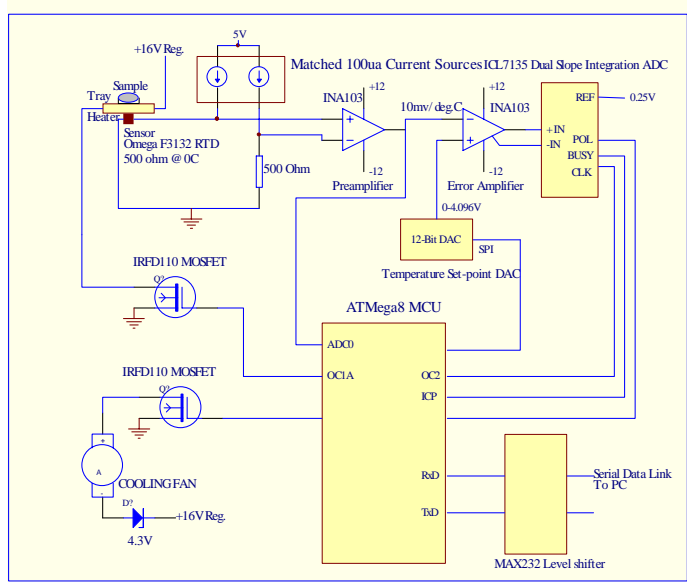 5V
+16V Reg.
Matched 100ua Current Sources
ICL7135 Dual Slope Integration ADC
Sample
Tray
Heater
Sensor
Omega F3132 RTD
500 ohm @ 0C
INA103
+12
+
−
-12
Preamplifier
10mv/ deg.C
INA103
+12
−
+
-12
Error Amplifier
REF
0.25V
+IN
-IN
POL
BUSY
CLK
500 Ohm
0-4.096V
12-Bit DAC
SPI
Temperature Set-point DAC
IRFD110 MOSFET
Q?
ATMega8 MCU
ADC0
OC1A
OC2
ICP
RxD
TxD
IRFD110 MOSFET
Q?
+
A
-
COOLING FAN
D?
+16V Reg.
4.3V
Serial Data Link
To PC
MAX232 Level shifter